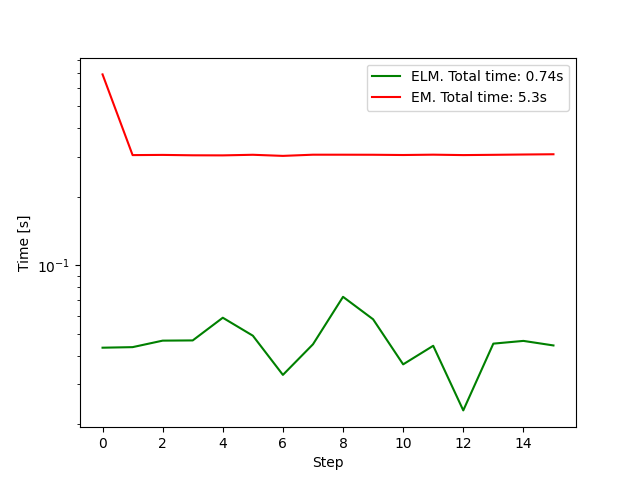 ELM. Total time: 0.74s
EM. Total time: 5.3s
Time [s]
10⁻¹
0 2 4 6 8 10 12 14
Step